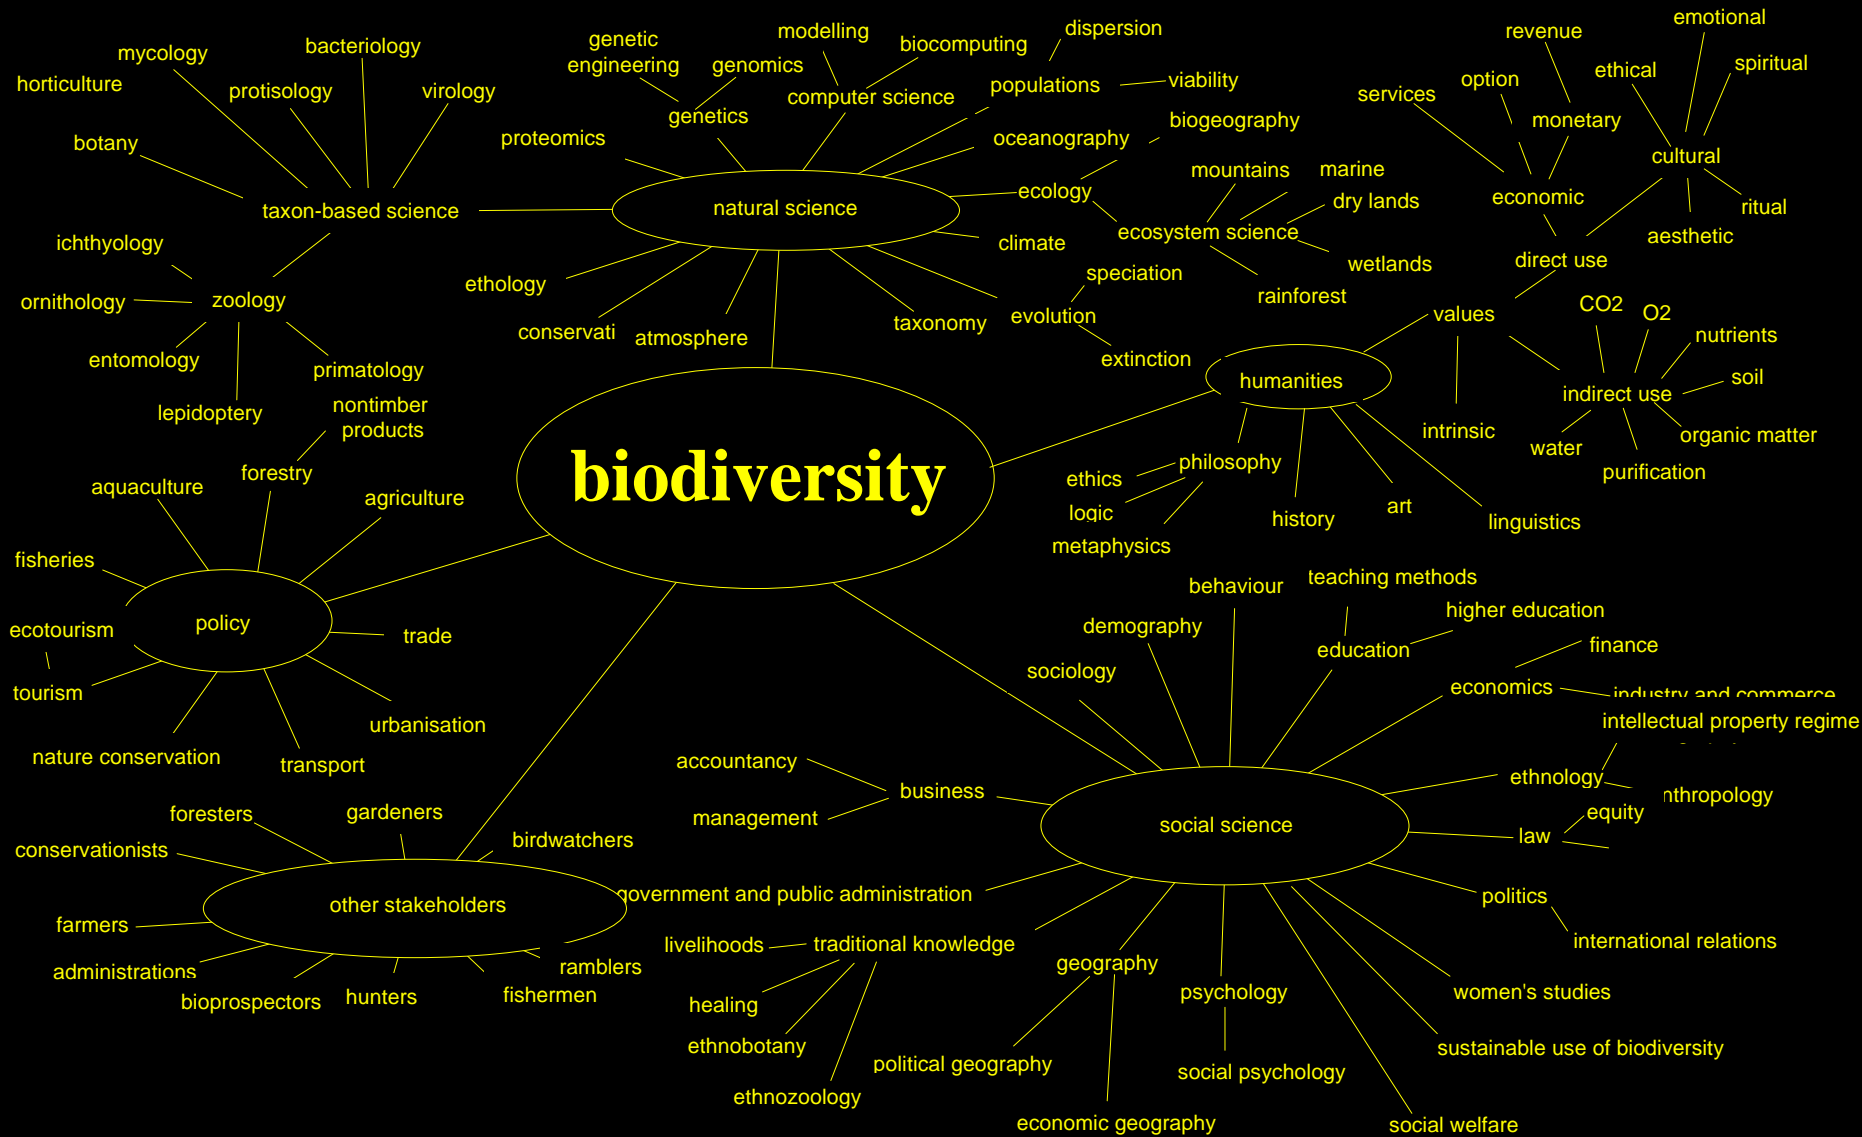 emotional
revenue
dispersion
modelling
genetic
engineering
biocomputing
bacteriology
mycology
spiritual
ethical
genomics
option
viability
populations
horticulture
protisology
virology
services
computer science
genetics
biogeography
monetary
proteomics
oceanography
botany
cultural
mountains
marine
ecology
dry lands
economic
ritual
taxon-based science
natural science
ecosystem science
aesthetic
ichthyology
climate
direct use
wetlands
speciation
ethology
rainforest
ornithology
zoology
CO2
O2
values
evolution
taxonomy
conservati
atmosphere
nutrients
entomology
extinction
primatology
humanities
soil
indirect use
lepidoptery
nontimber
products
intrinsic
organic matter
water
purification
philosophy
biodiversity
ethics
forestry
aquaculture
agriculture
logic
art
history
linguistics
metaphysics
fisheries
teaching methods
behaviour
higher education
policy
ecotourism
trade
demography
education
finance
sociology
tourism
economics
industry and commerce
urbanisation
intellectual property regime
nature conservation
transport
accountancy
ethnology
business
nthropology
foresters
gardeners
equity
management
social science
birdwatchers
law
conservationists
government and public administration
politics
other stakeholders
farmers
international relations
livelihoods
traditional knowledge
geography
administrations
ramblers
bioprospectors
hunters
fishermen
healing
psychology
women's studies
ethnobotany
sustainable use of biodiversity
political geography
social psychology
ethnozoology
economic geography
social welfare